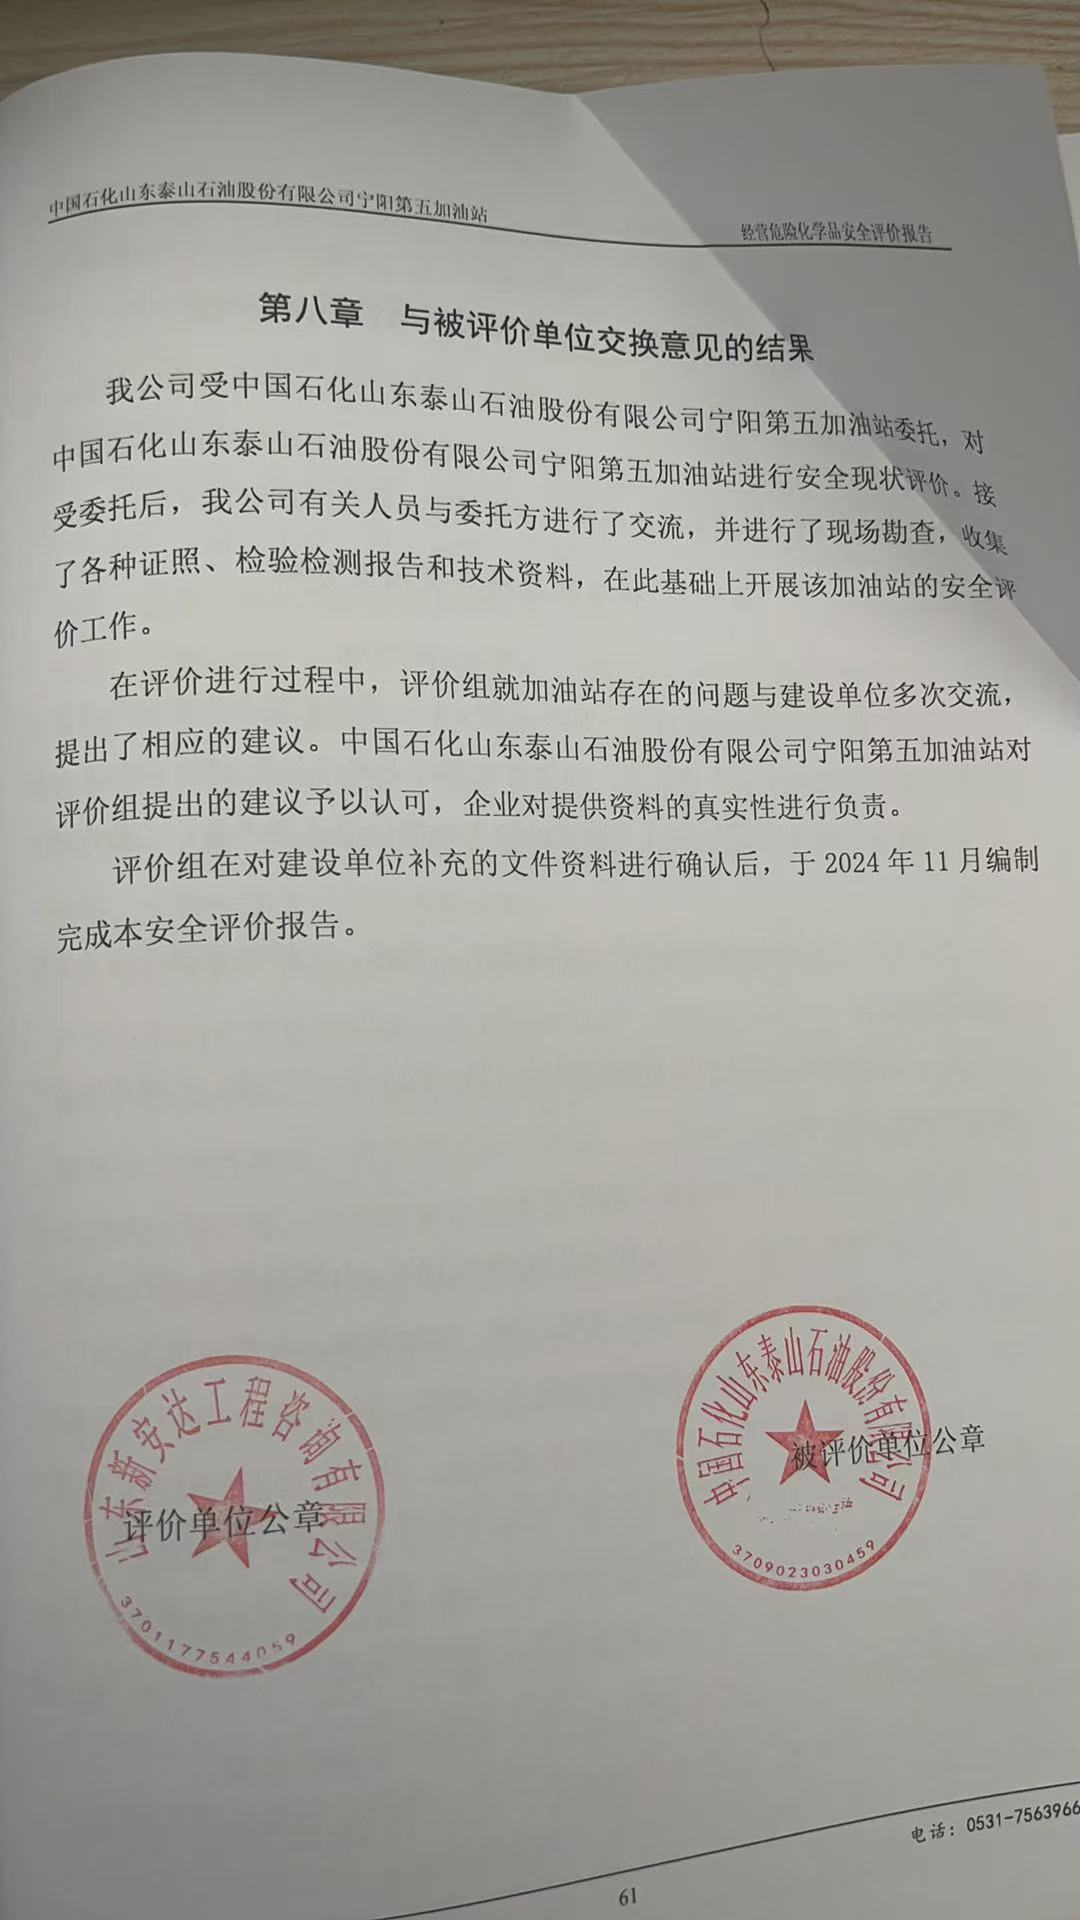 中国石化山东泰山石油股份有限公司宁阳第五加油站
经营危险化学品安全评价报告
第八章 与被评价单位交换意见的结果
我公司受中国石化山东泰山石油股份有限公司宁阳第五加油站委托，对
中国石化山东泰山石油股份有限公司宁阳第五加油站进行安全现状评价。接
受委托后，我公司有关人员与委托方进行了交流，并进行了现场勘查，收集
了各种证照、检验检测报告和技术资料，在此基础上开展该加油站的安全评
价工作。
在评价进行过程中，评价组就加油站存在的问题与建设单位多次交流，
提出了相应的建议。中国石化山东泰山石油股份有限公司宁阳第五加油站对
评价组提出的建议予以认可，企业对提供资料的真实性进行负责。
评价组在对建设单位补充的文件资料进行确认后，于 2024 年 11 月编制
完成本安全评价报告。
山东新安达工程咨询有限公司
评价单位公章
3701177544059
中国石化山东泰山石油股份有限公司
被评价单位公章
3709023030459
电话：0531-7563966
61